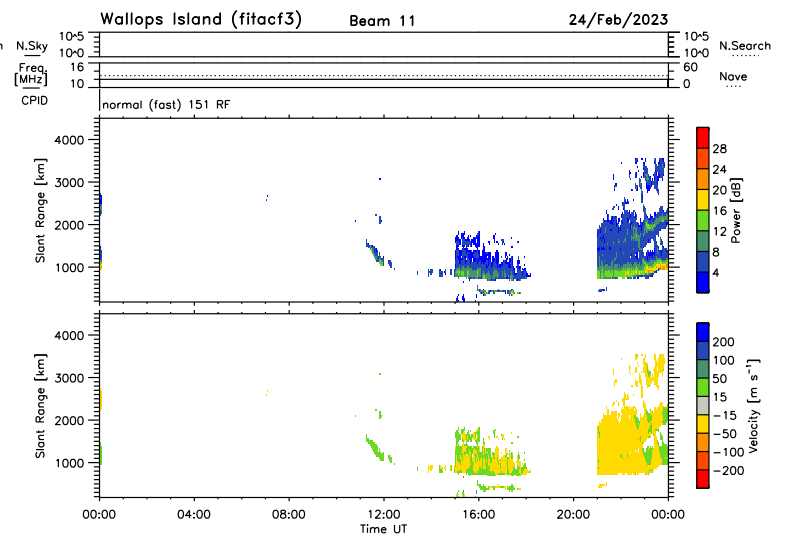 Wallops Island (fitacf3) Beam 11 24/Feb/2023
N.Sky 10^5 10^0 10^5 10^0 N.Search
Freq. [MHz] 16 10 60 0 Nave
CPID normal (fast) 151 RF
Slant Range [km]
4000
3000
2000
1000
28
24
20
16
12
8
4
Power [dB]
Slant Range [km]
4000
3000
2000
1000
200
100
50
15
-15
-50
-100
-200
Velocity [m s⁻¹]
00:00 04:00 08:00 12:00 16:00 20:00 00:00
Time UT